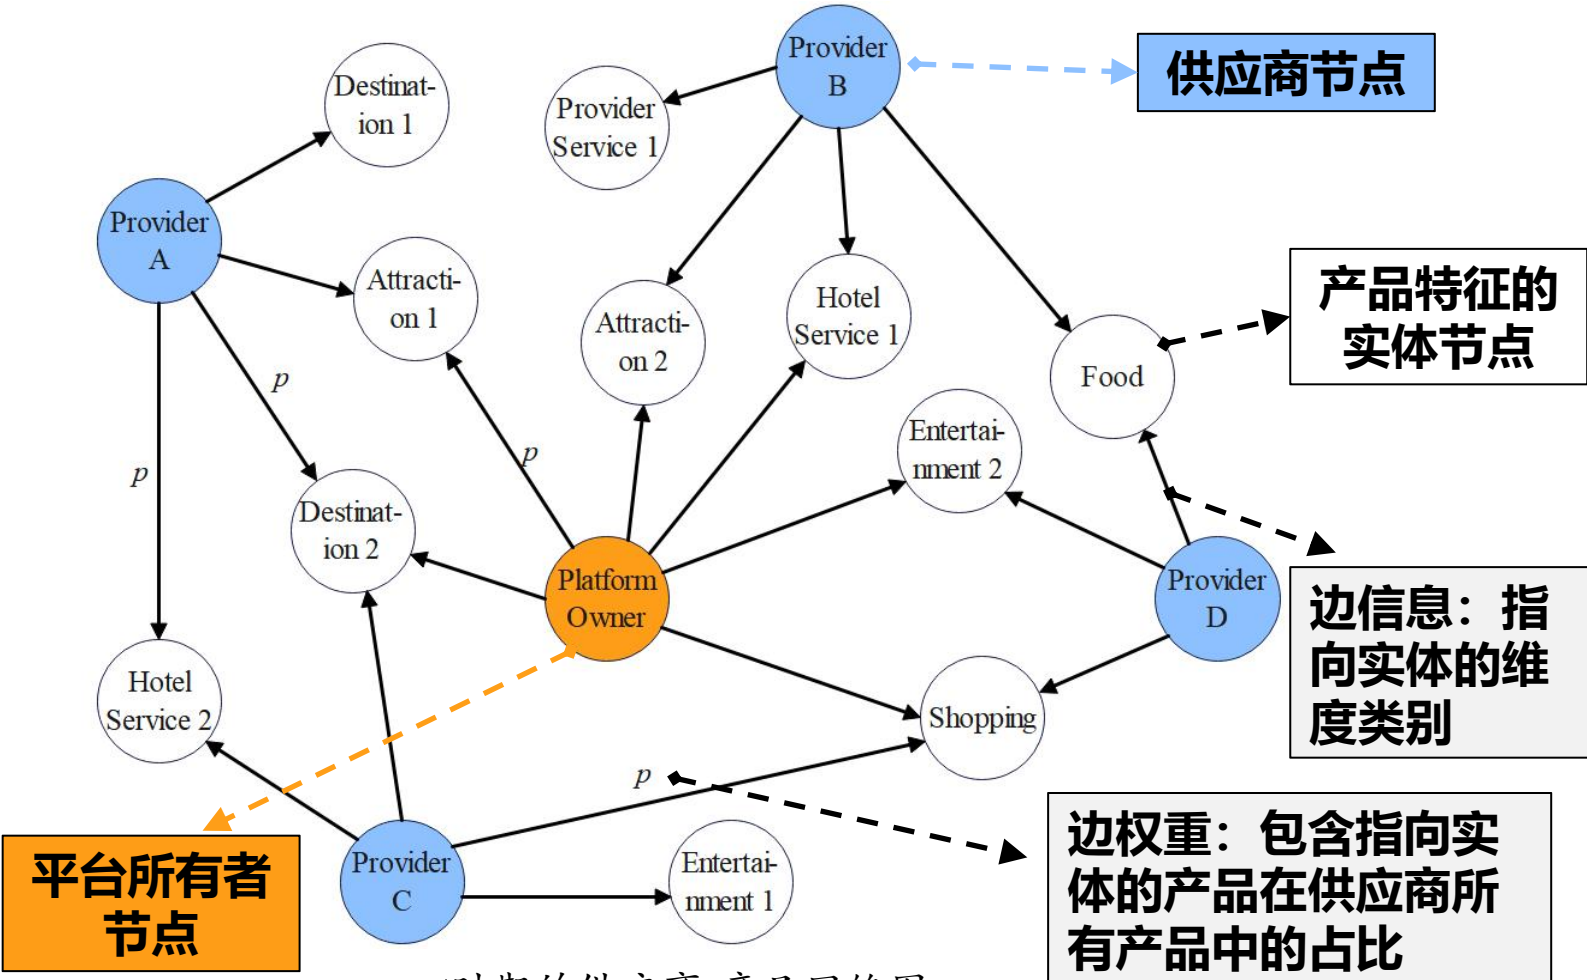 Provider
B
供应商节点
Destinat-
ion 1
Provider
Service 1
Provider
A
产品特征的
实体节点
Attracti-
on 1
Attracti-
on 2
Hotel
Service 1
Food
p
p
p
Entertai-
nment 2
Destinat-
ion 2
Platform
Owner
Provider
D
边信息：指
向实体的维
度类别
Hotel
Service 2
Shopping
p
边权重：包含指向实
体的产品在供应商所
有产品中的占比
平台所有者
节点
Provider
C
Entertai-
nment 1